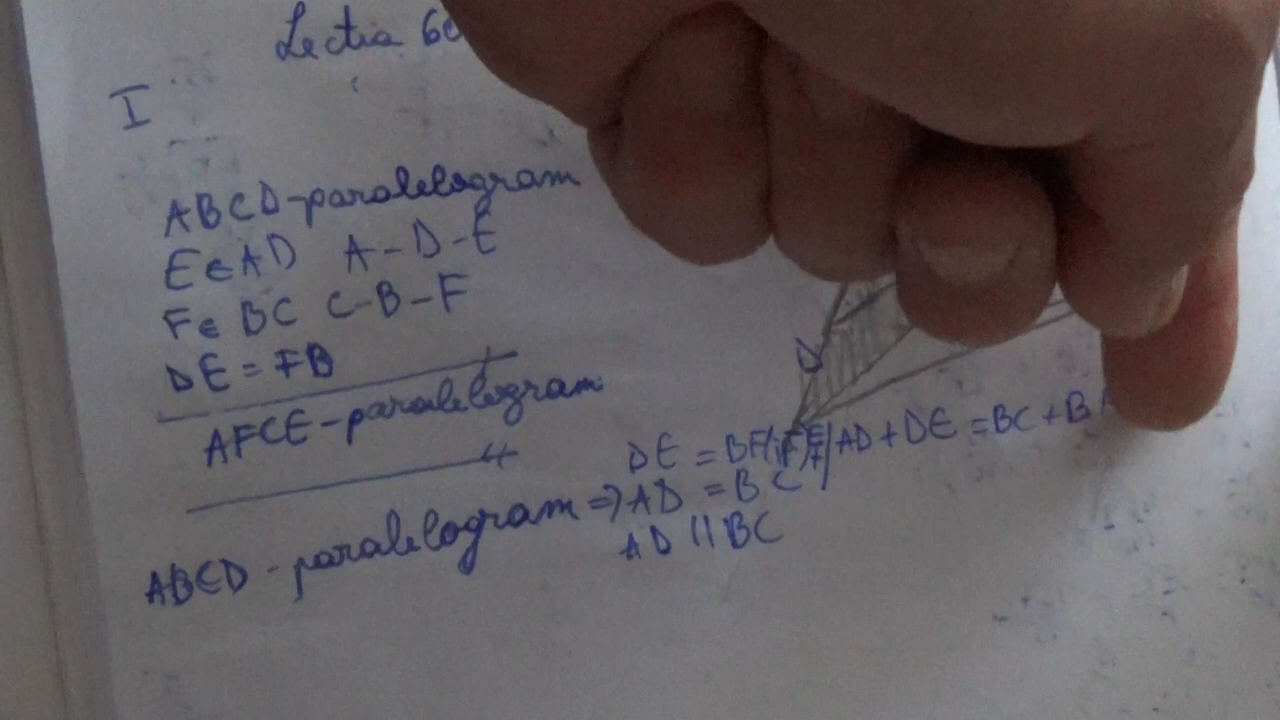 Lectia 60
I
ABCD-paralelogram
E∈AD A-D-E
F∈ BC C-B-F
DE = FB
AFCE-paralelogram
D
DE = BF AD + DE = BC + B
ABCD - paralelogram => AD = BC
AD || BC